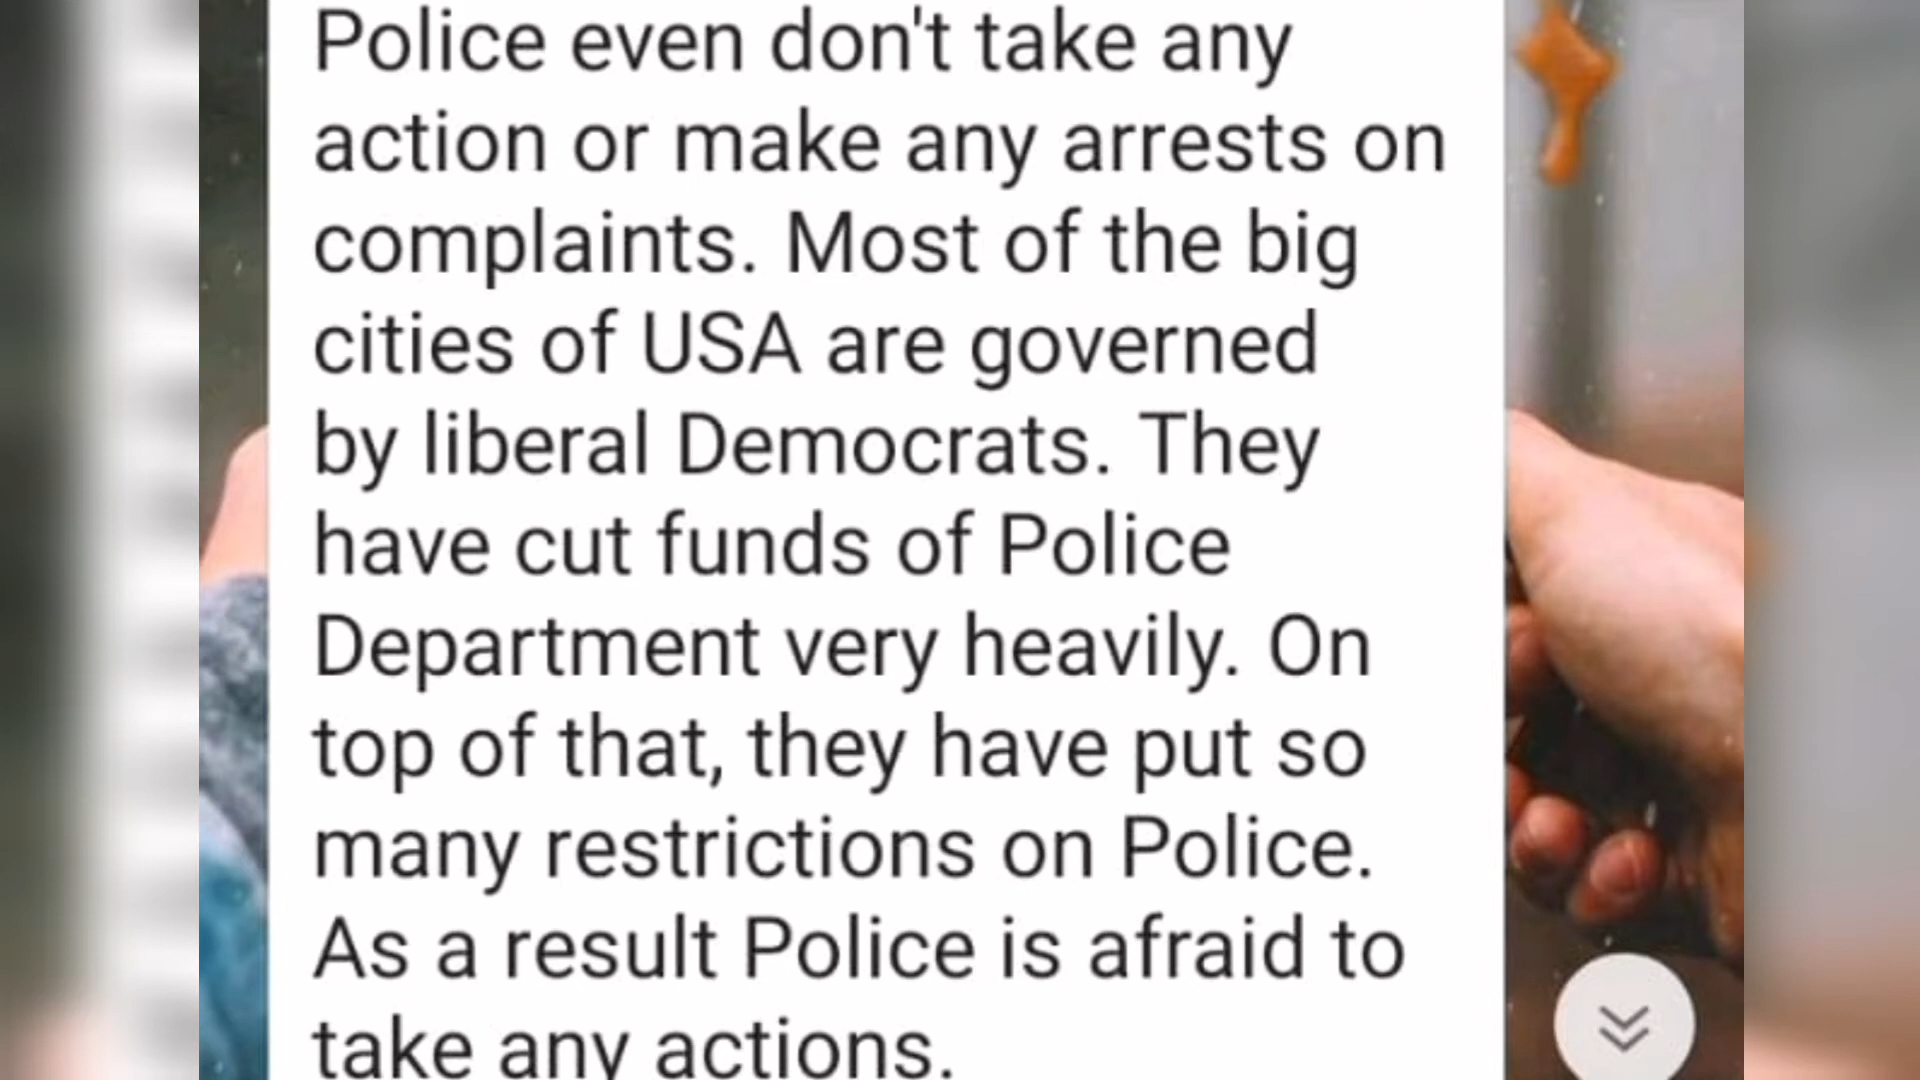 Police even don't take any
action or make any arrests on
complaints. Most of the big
cities of USA are governed
by liberal Democrats. They
have cut funds of Police
Department very heavily. On
top of that, they have put so
many restrictions on Police.
As a result Police is afraid to
take any actions.